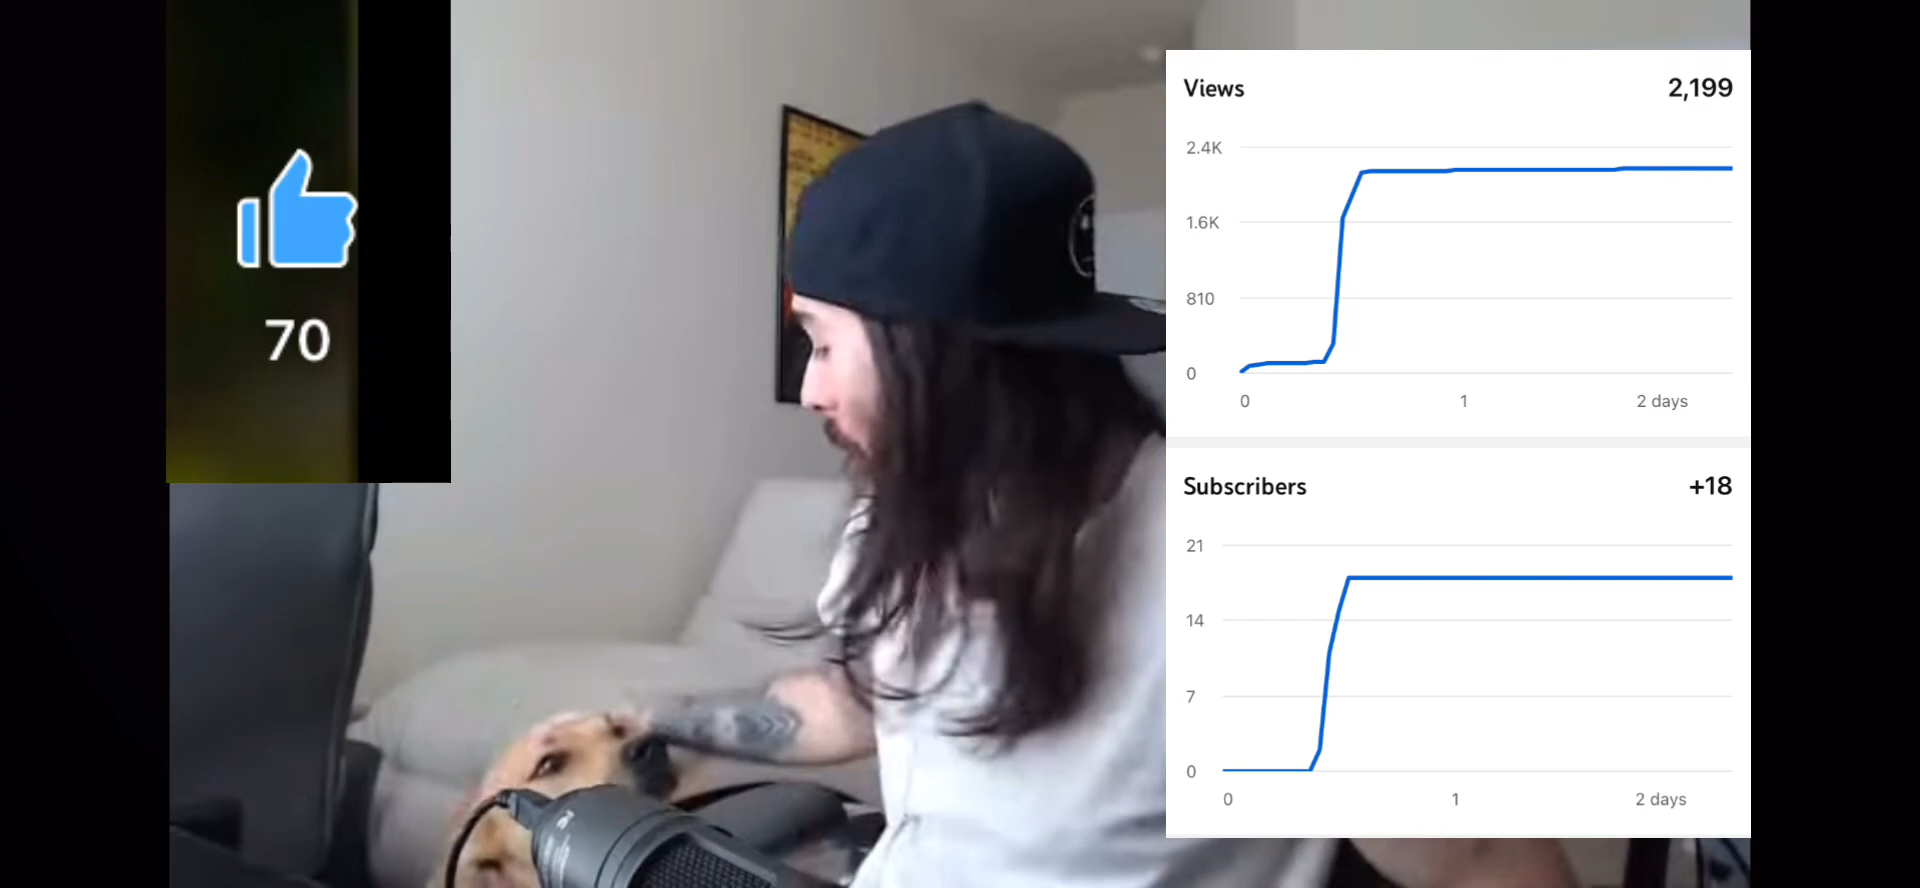 70
Views 2,199
2.4K
1.6K
810
0
0 1 2 days
Subscribers +18
21
14
7
0
0 1 2 days